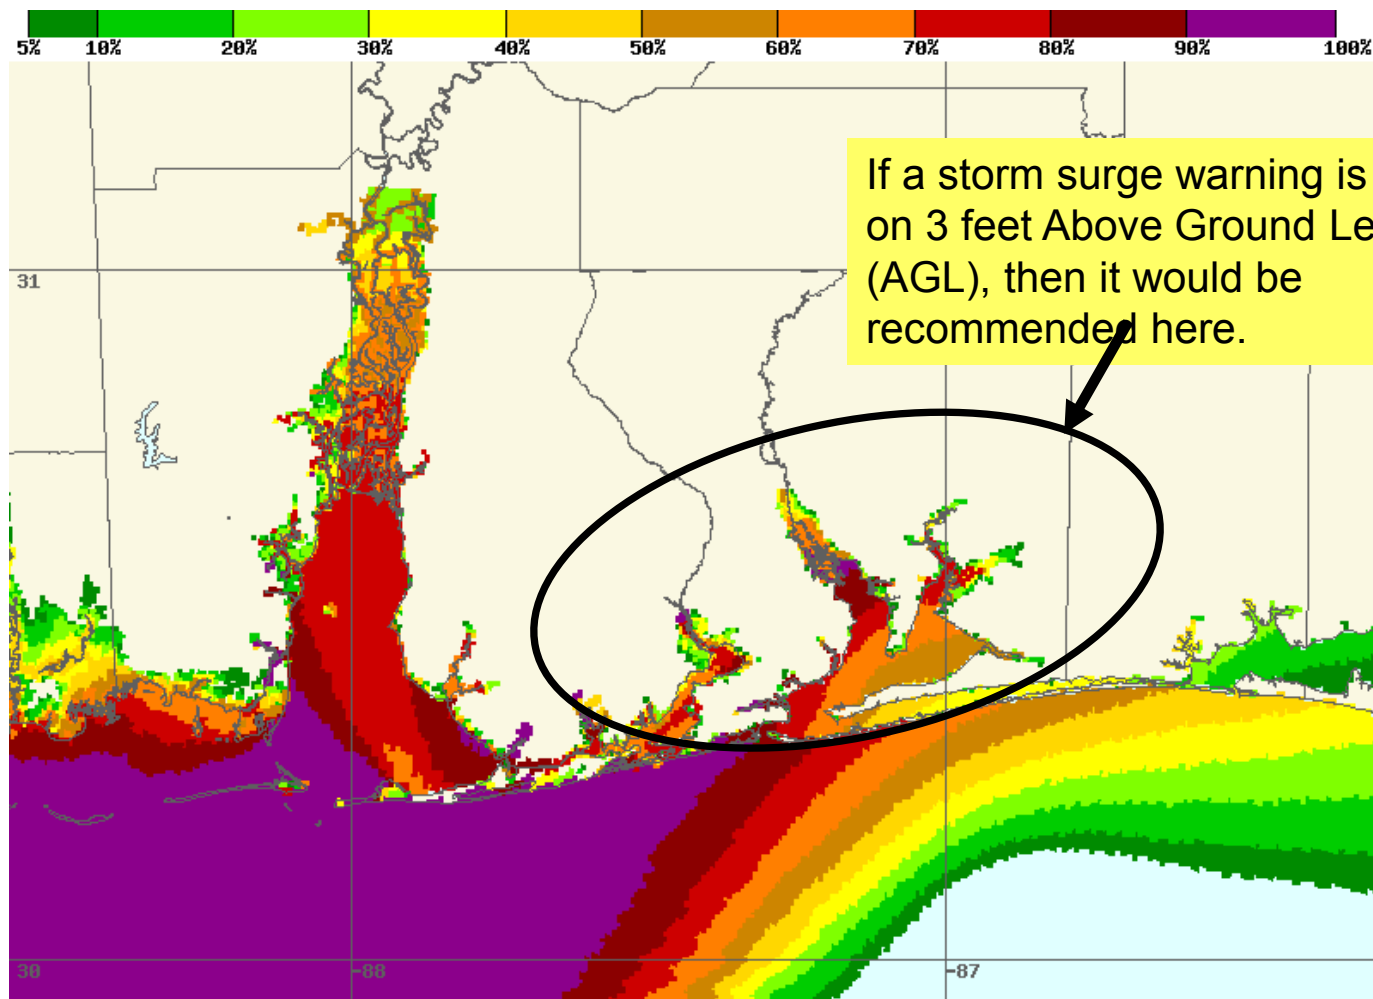 5% 10% 20% 30% 40% 50% 60% 70% 80% 90% 100%
If a storm surge warning is
on 3 feet Above Ground Le
(AGL), then it would be
recommended here.
31
30 -88 -87